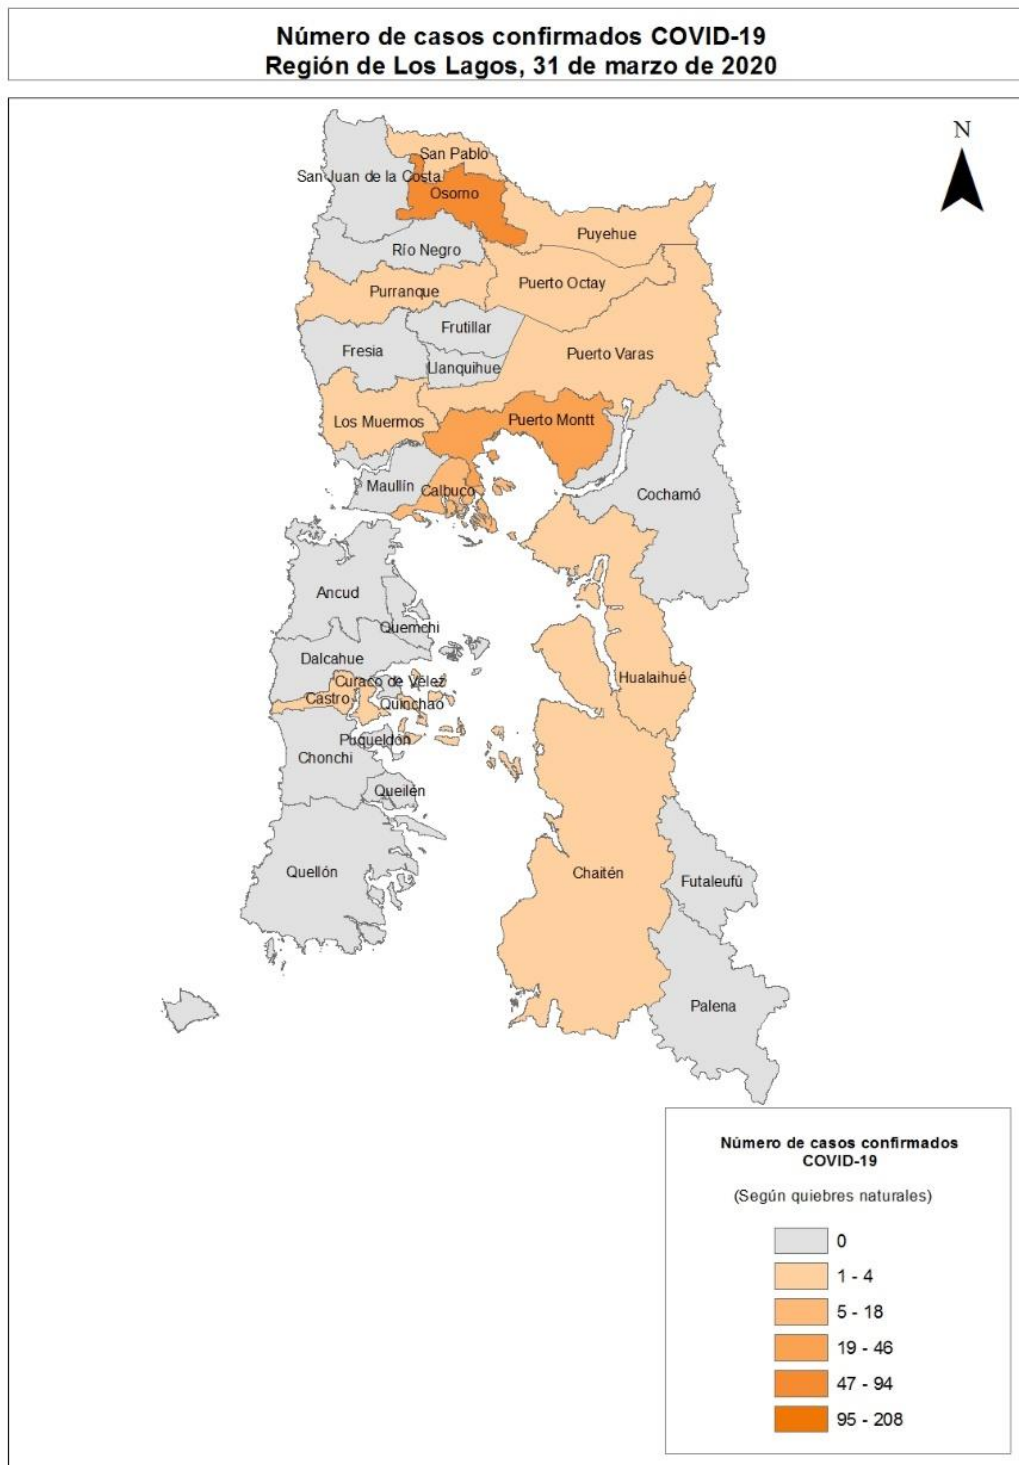 Número de casos confirmados COVID-19
Región de Los Lagos, 31 de marzo de 2020
N
San Pablo
San Juan de la Costa
Osorno
Puyehue
Río Negro
Puerto Octay
Purranque
Frutillar
Fresia
Puerto Varas
Llanquihue
Los Muermos
Puerto Montt
Maullín
Calbuco
Cochamó
Ancud
Quemchi
Dalcahue
Curaco de Vélez
Hualaihué
Castro
Quinchao
Puqueldón
Chonchi
Queilén
Quellón
Chaitén
Futaleufú
Palena
Número de casos confirmados
COVID-19
(Según quiebres naturales)
0
1 - 4
5 - 18
19 - 46
47 - 94
95 - 208